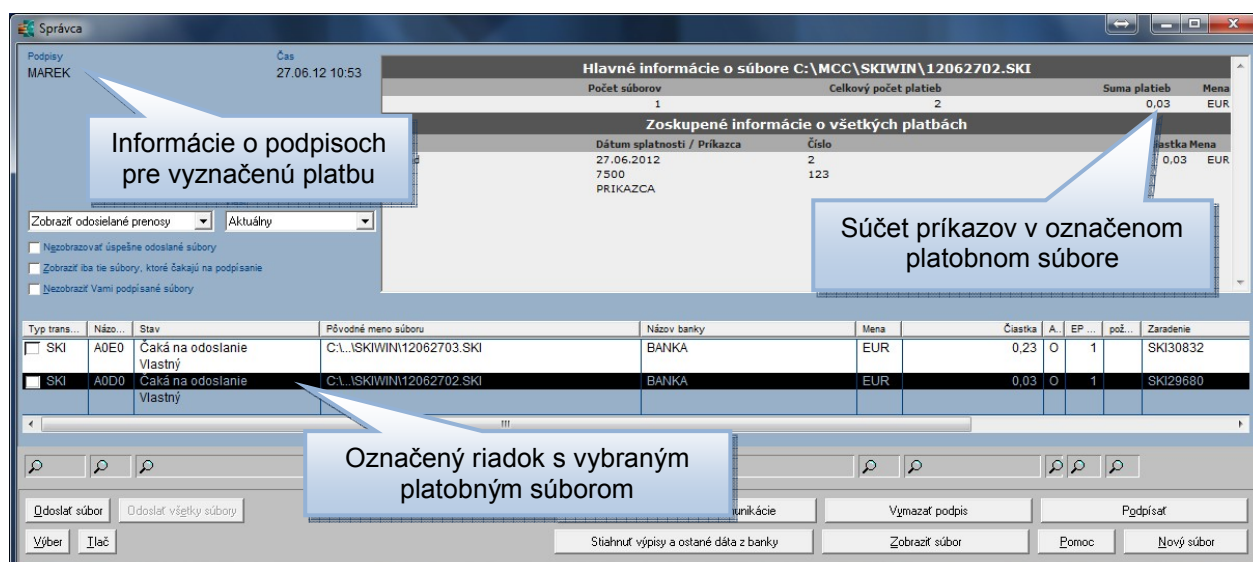 Správca
Podpisy
Čas
MAREK
27.06.12 10:53
Hlavné informácie o súbore C:\MCC\SKIWIN\12062702.SKI
Počet súborov Celkový počet platieb Suma platieb Mena
1 2 0,03 EUR
Zoskupené informácie o všetkých platbách
Dátum splatnosti / Príkazca Číslo Mena
27.06.2012 2 0,03 EUR
7500 123
PRIKAZCA
Informácie o podpisoch
pre vyznačenú platbu
Súčet príkazov v označenom
platobnom súbore
Zobraziť odosielané prenosy Aktuálny
Nezobrazovať úspešne odoslané súbory
Zobraziť iba tie súbory, ktoré čakajú na podpísanie
Nezobraziť Vami podpísané súbory
Typ trans... Názo... Stav Pôvodné meno súboru Názov banky Mena Čiastka A.. EP ... pož... Zaradenie
SKI A0E0 Čaká na odoslanie C:\...\SKIWIN\12062703.SKI BANKA EUR 0,23 O 1 SKI30832
Vlastný
SKI A0D0 Čaká na odoslanie C:\...\SKIWIN\12062702.SKI BANKA EUR 0,03 O 1 SKI29680
Vlastný
Označený riadok s vybraným
platobným súborom
Odoslať súbor Odoslať všetky súbory Vymazať podpis Podpísať
Výber Tlač Stiahnuť výpisy a ostané dáta z banky Zobraziť súbor Pomoc Nový súbor